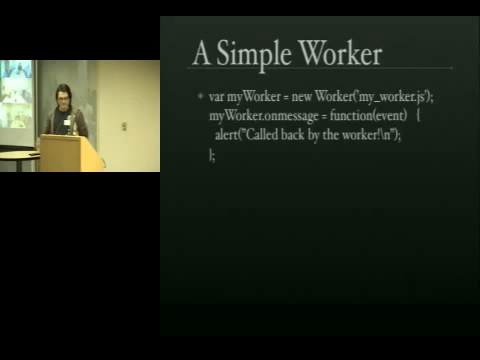 A Simple Worker
var myWorker = new Worker('my_worker.js');
myWorker.onmessage = function(event) {
alert("Called back by the worker!\n");
};